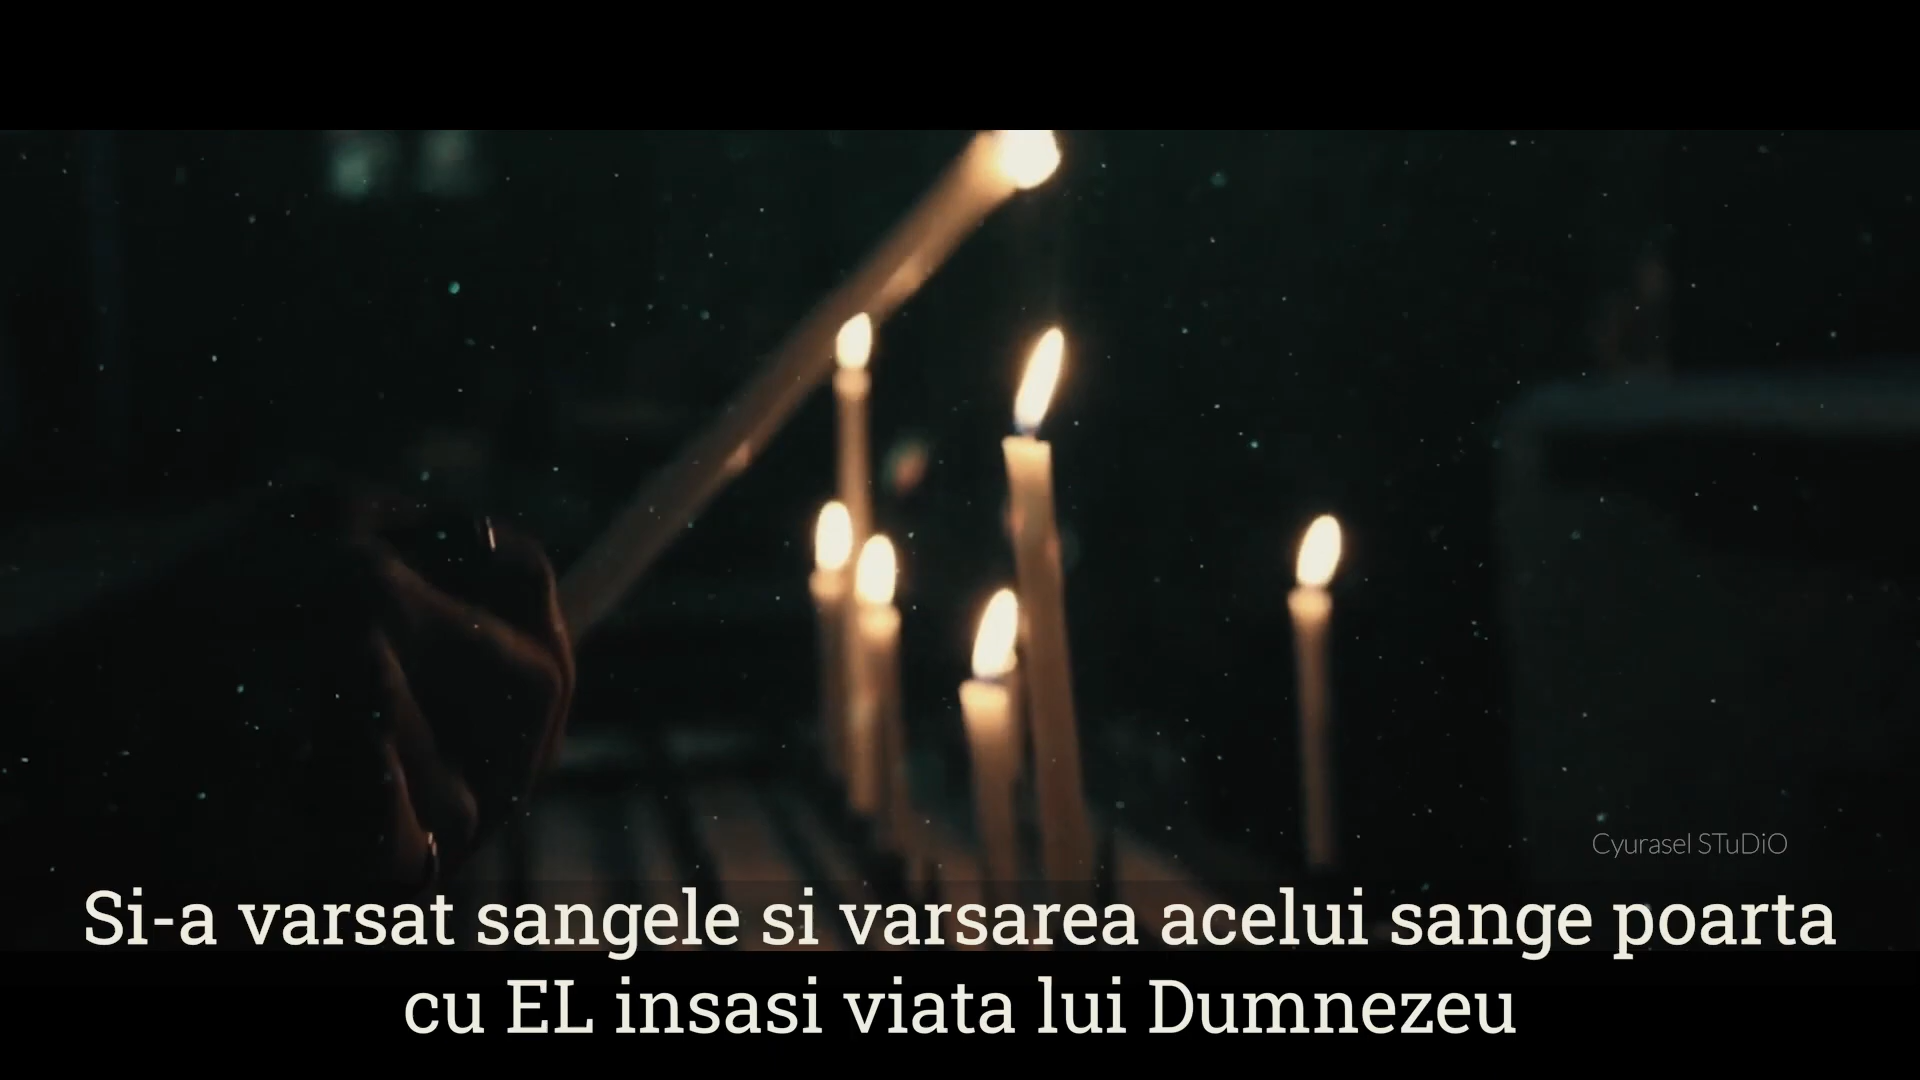 Cyurasel STuDiO
Si-a varsat sangele si varsarea acelui sange poarta
cu EL insasi viata lui Dumnezeu